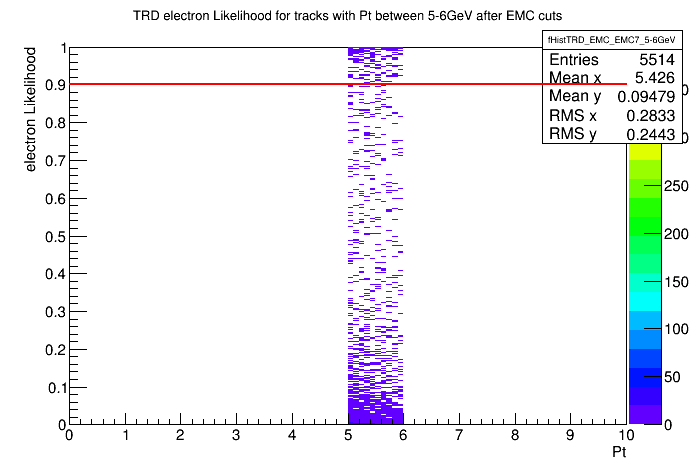 TRD electron Likelihood for tracks with Pt between 5-6GeV after EMC cuts
fHistTRD_EMC_EMC7_5-6GeV
Entries 5514
Mean x 5.426
Mean y 0.09479
RMS x 0.2833
RMS y 0.2443
electron Likelihood
1
0.9
0.8
0.7
0.6
0.5
0.4
0.3
0.2
0.1
0
0 1 2 3 4 5 6 7 8 9 10
Pt
250
200
150
100
50
0